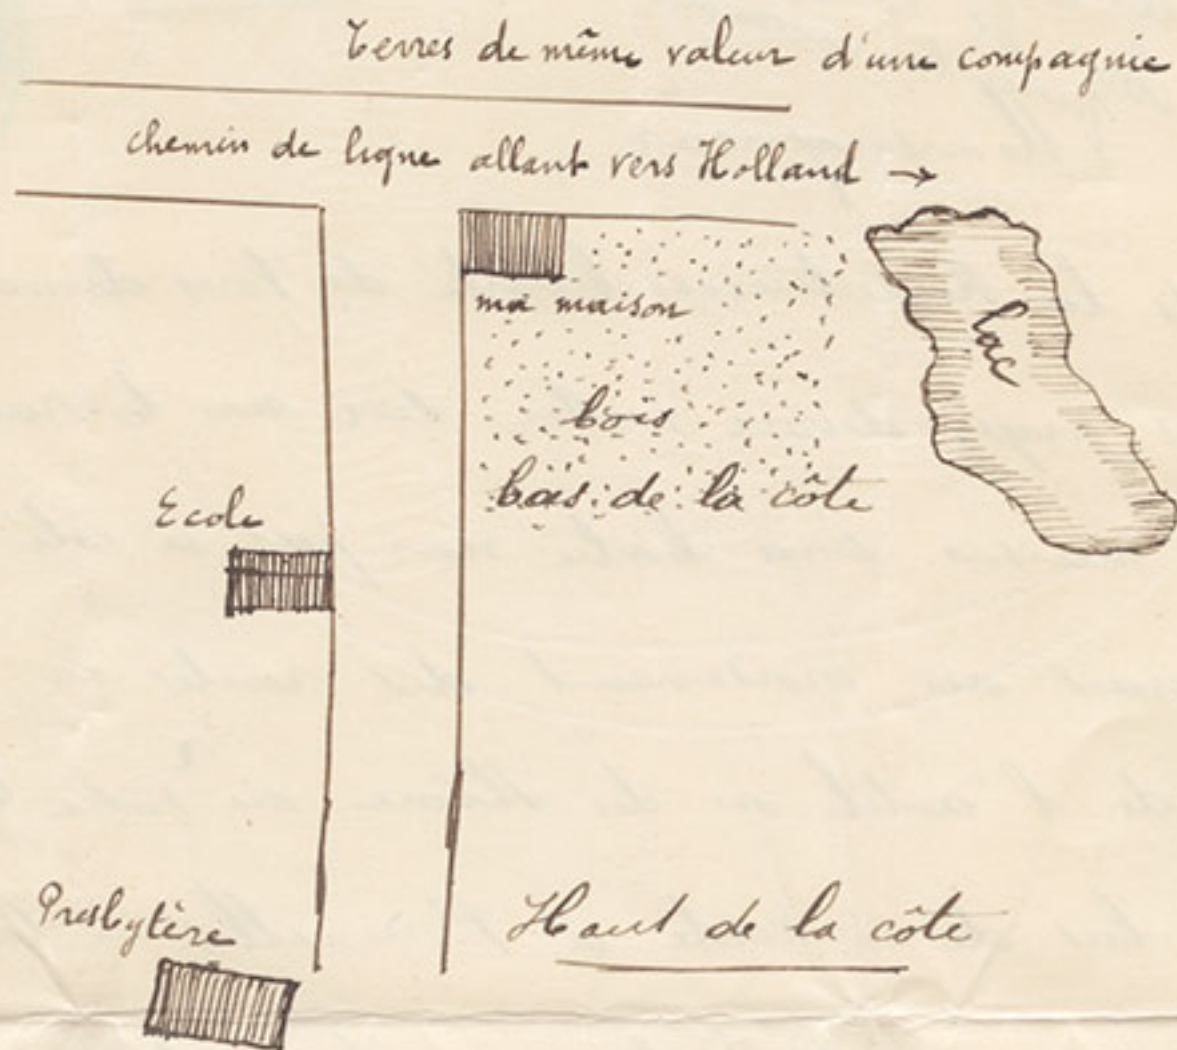 Terres de même valeur d'une compagnie
chemin de ligne allant vers Holland →
ma maison
lac
bois
bas de la côte
Ecole
Presbytère
Haut de la côte